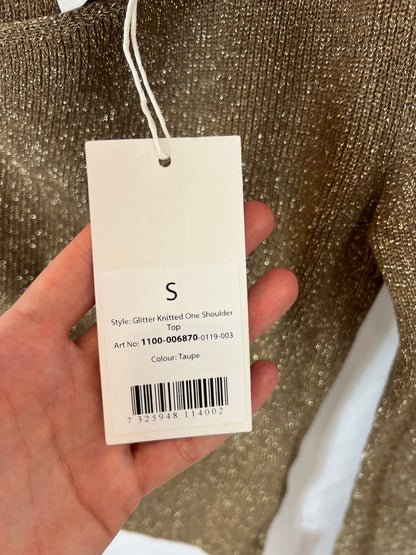 S
Style: Glitter Knitted One Shoulder
Top
Art No: 1100-006870-0119-003
Colour: Taupe
7 325948 114002